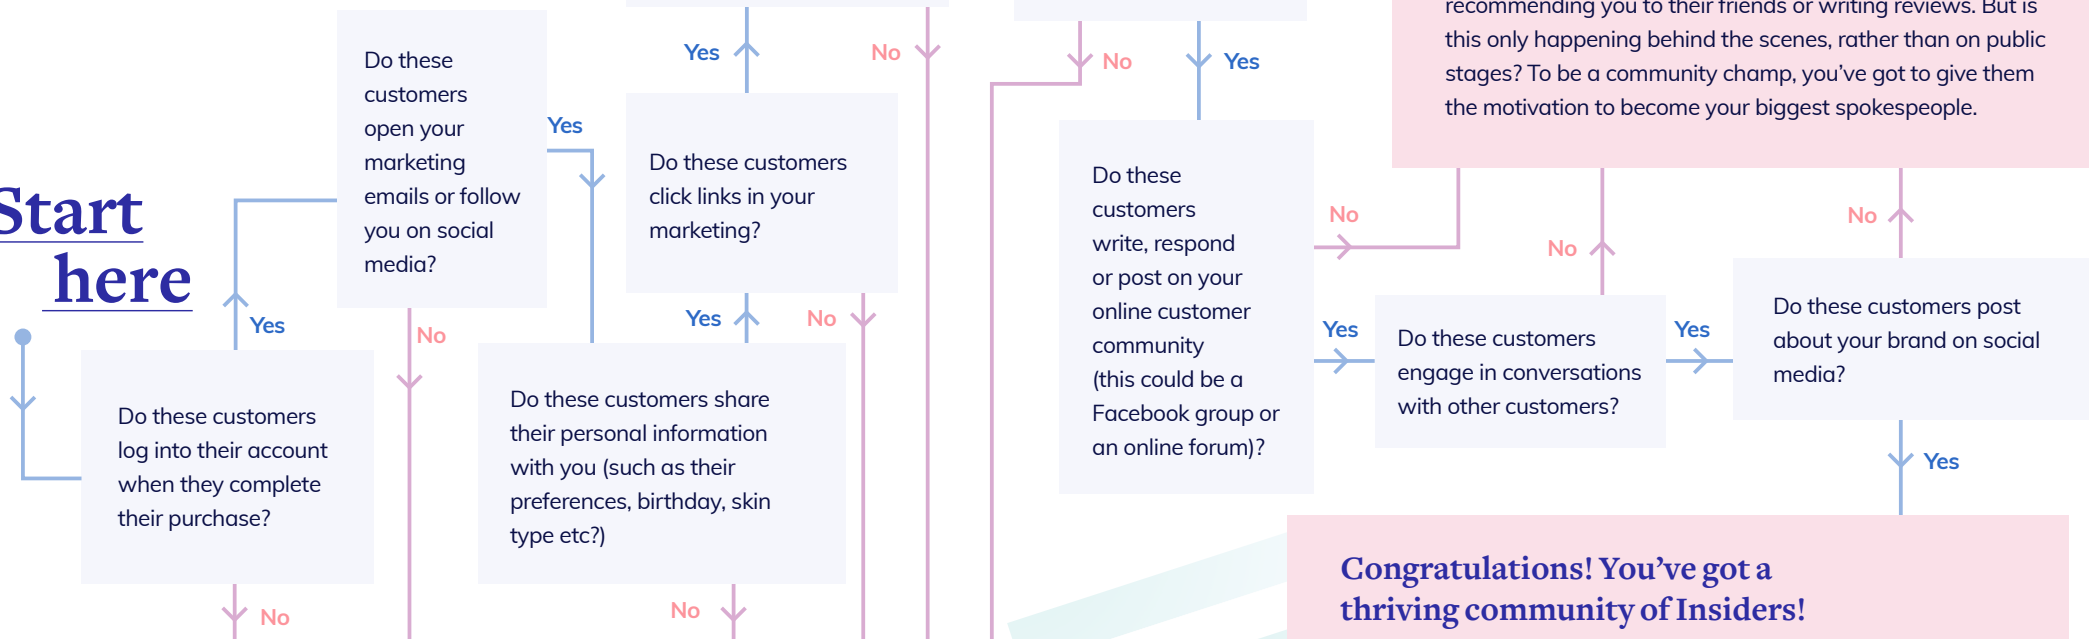 Start
here
Yes
Do these customers
log into their account
when they complete
their purchase?
No
Do these
customers
open your
marketing
emails or follow
you on social
media?
Yes
No
Do these customers share
their personal information
with you (such as their
preferences, birthday, skin
type etc?)
Yes
No
No
Do these customers
click links in your
marketing?
Yes
No
No
Yes
Do these
customers
write, respond
or post on your
online customer
community
(this could be a
Facebook group or
an online forum)?
No
Yes
Do these customers
engage in conversations
with other customers?
No
Yes
Do these customers post
about your brand on social
media?
No
Yes
recommending you to their friends or writing reviews. But is
this only happening behind the scenes, rather than on public
stages? To be a community champ, you’ve got to give them
the motivation to become your biggest spokespeople.
Congratulations! You’ve got a
thriving community of Insiders!